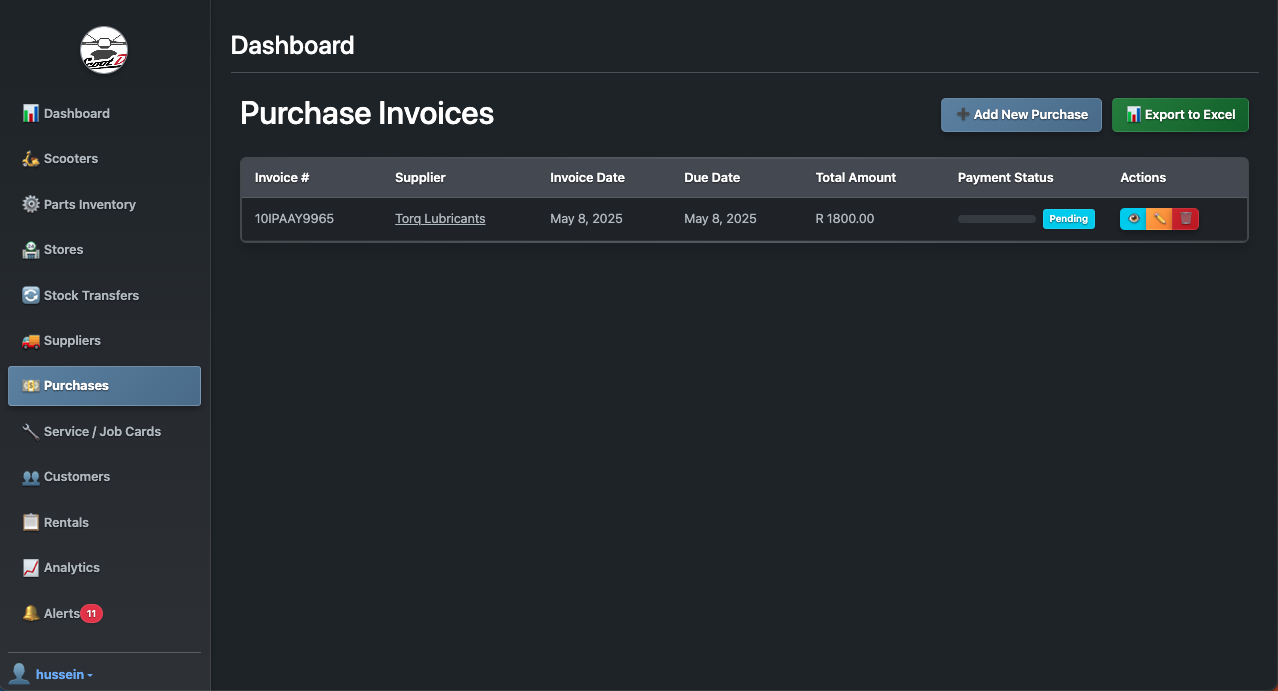 Dashboard
Purchase Invoices
Add New Purchase
Export to Excel
Invoice # Supplier Invoice Date Due Date Total Amount Payment Status Actions
10IPAAY9965 Torq Lubricants May 8, 2025 May 8, 2025 R 1800.00 Pending
Dashboard
Scooters
Parts Inventory
Stores
Stock Transfers
Suppliers
Purchases
Service / Job Cards
Customers
Rentals
Analytics
Alerts 11
hussein